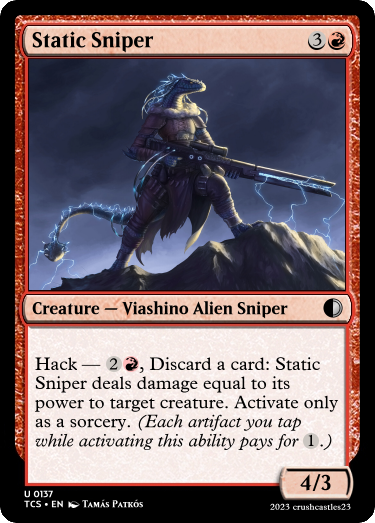 Static Sniper 3
Creature — Viashino Alien Sniper
Hack — 2, Discard a card: Static
Sniper deals damage equal to its
power to target creature. Activate only
as a sorcery. (Each artifact you tap
while activating this ability pays for 1.)
4/3
U 0137
TCS • EN Tamás Patkós
2023 crushcastles23